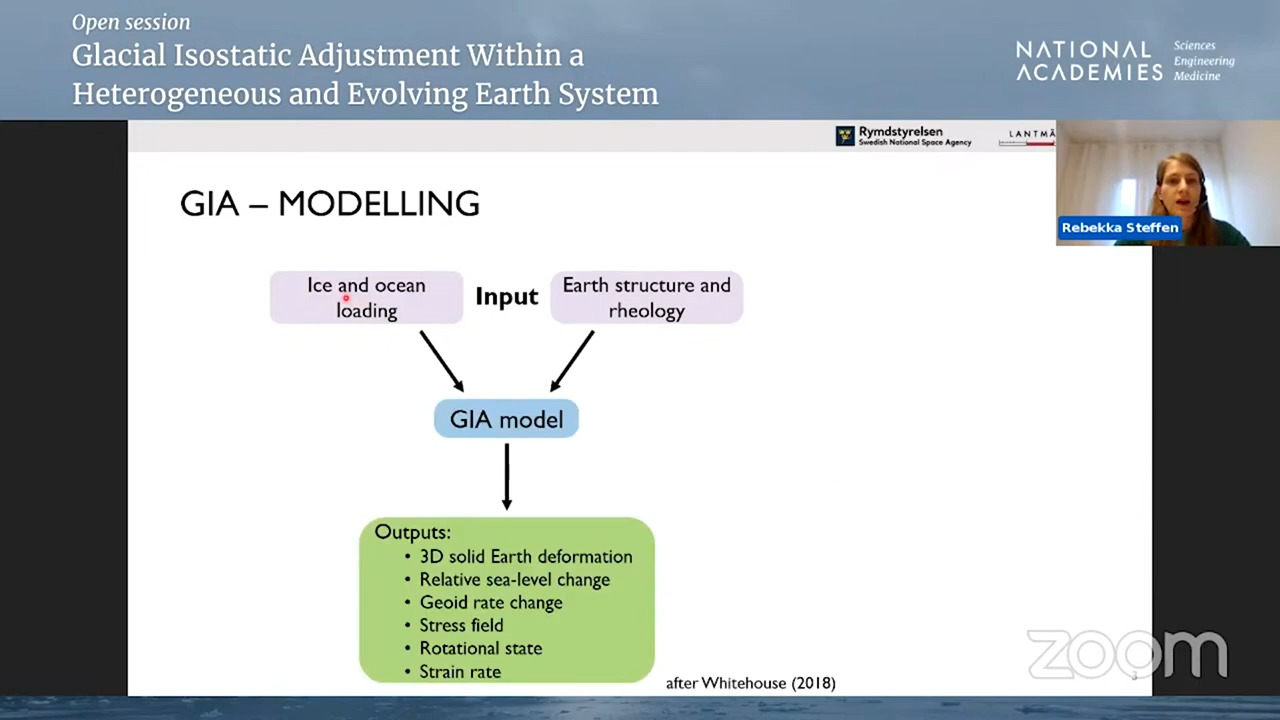 Open session
Glacial Isostatic Adjustment Within a
Heterogeneous and Evolving Earth System
NATIONAL
ACADEMIES
Sciences
Engineering
Medicine
Rymdstyrelsen
Swedish National Space Agency
LANTMÄ
Rebekka Steffen
GIA – MODELLING
Ice and ocean
loading
Input
Earth structure and
rheology
GIA model
Outputs:
• 3D solid Earth deformation
• Relative sea-level change
• Geoid rate change
• Stress field
• Rotational state
• Strain rate
after Whitehouse (2018)
zoom
3